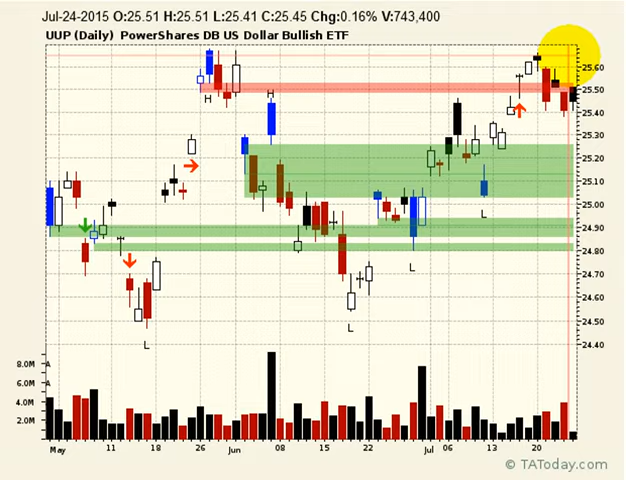 Jul-24-2015 O:25.51 H:25.51 L:25.41 C:25.45 Chg:0.16% V:743,400
UUP (Daily) PowerShares DB US Dollar Bullish ETF
25.60
H
H
25.50
25.40
25.30
25.20
25.10
L
25.00
24.90
24.80
L
24.70
24.60
L
24.50
L
24.40
8.0M A
6.0M A
4.0M
2.0M
May 11 18 26 Jun 08 15 22 Jul 06 13 20
© TAToday.com